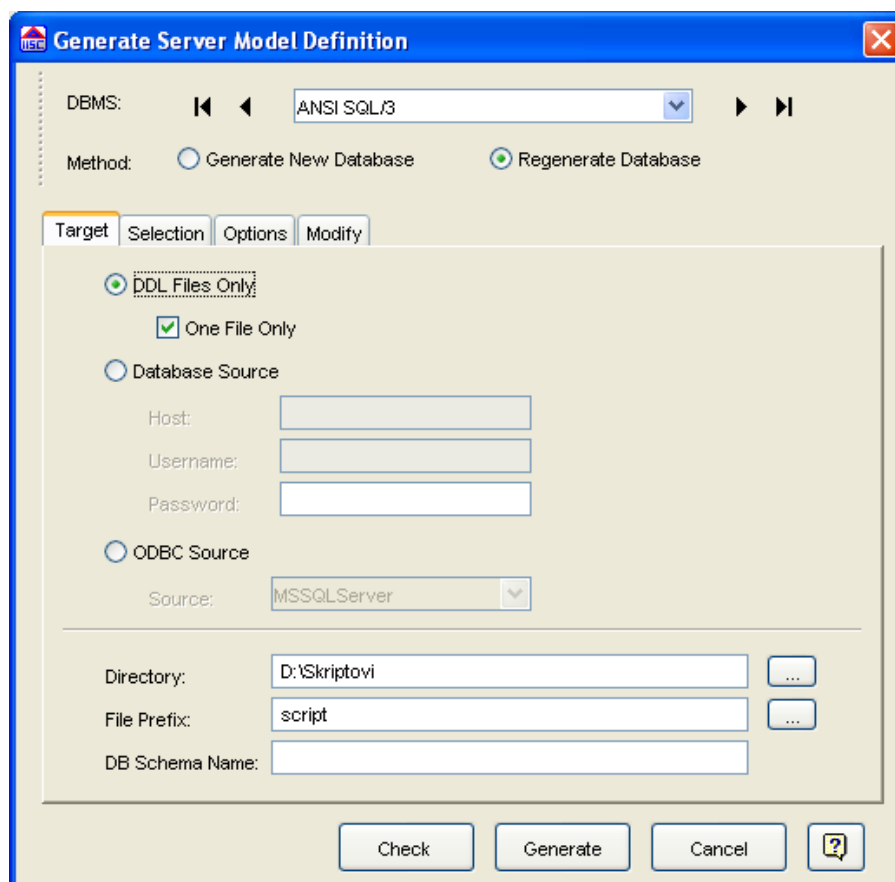 IISC Generate Server Model Definition
DBMS: ANSI SQL/3
Method: Generate New Database Regenerate Database
Target Selection Options Modify
DDL Files Only
One File Only
Database Source
Host:
Username:
Password:
ODBC Source
Source: MSSQLServer
Directory: D:\Skriptovi ...
File Prefix: script ...
DB Schema Name:
Check Generate Cancel ?